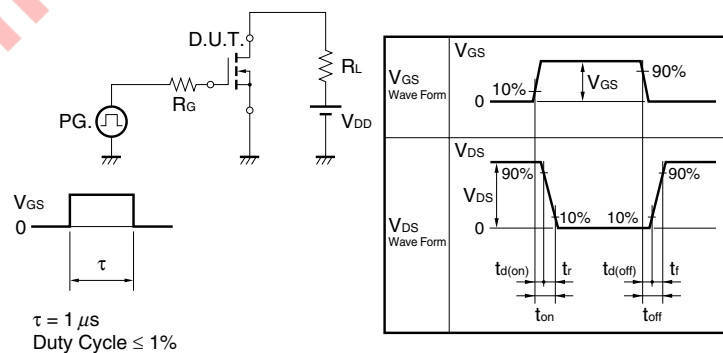 D.U.T.
RL
RG
PG.
VDD
VGS
0
τ
τ = 1 μs
Duty Cycle ≤ 1%
VGS
Wave Form
VGS
10%
VGS
90%
0
VDS
Wave Form
VDS
90%
VDS
90%
10%
10%
0
td(on)
tr
td(off)
tf
ton
toff